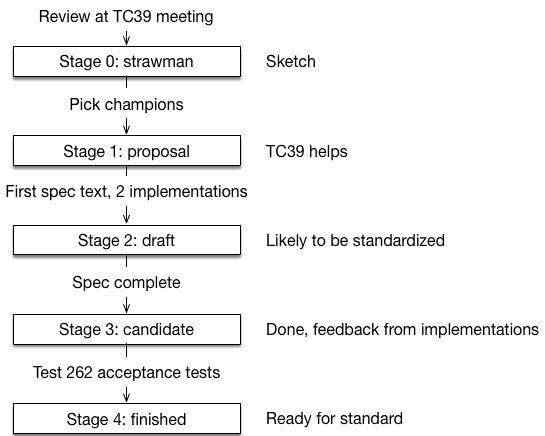 Review at TC39 meeting
Stage 0: strawman
Sketch
Pick champions
Stage 1: proposal
TC39 helps
First spec text, 2 implementations
Stage 2: draft
Likely to be standardized
Spec complete
Stage 3: candidate
Done, feedback from implementations
Test 262 acceptance tests
Stage 4: finished
Ready for standard